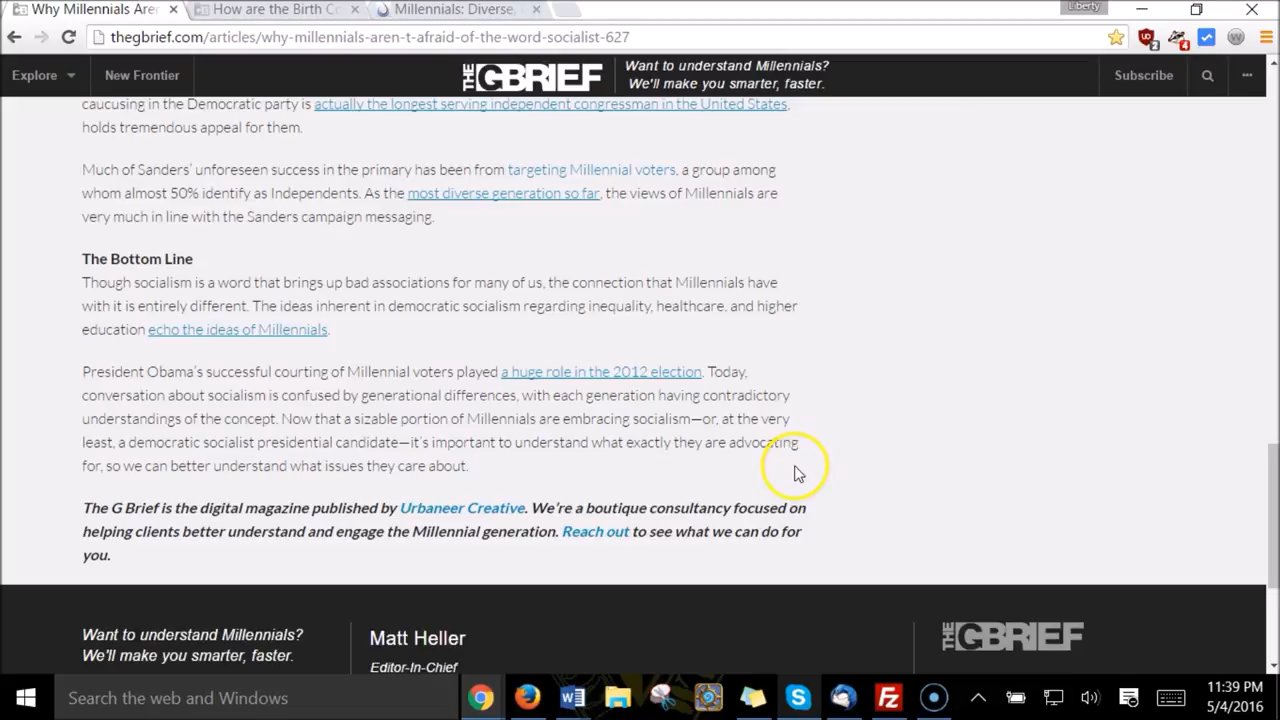 Why Millennials Aren
How are the Birth Co
Millennials: Diverse,
Liberty
thegbrief.com/articles/why-millennials-aren-t-afraid-of-the-word-socialist-627
2
4
Explore
New Frontier
THE GBRIEF
Want to understand Millennials?
We'll make you smarter, faster.
Subscribe
caucusing in the Democratic party is actually the longest serving independent congressman in the United States,
holds tremendous appeal for them.
Much of Sanders' unforeseen success in the primary has been from targeting Millennial voters, a group among
whom almost 50% identify as Independents. As the most diverse generation so far, the views of Millennials are
very much in line with the Sanders campaign messaging.
The Bottom Line
Though socialism is a word that brings up bad associations for many of us, the connection that Millennials have
with it is entirely different. The ideas inherent in democratic socialism regarding inequality, healthcare, and higher
education echo the ideas of Millennials.
President Obama's successful courting of Millennial voters played a huge role in the 2012 election. Today,
conversation about socialism is confused by generational differences, with each generation having contradictory
understandings of the concept. Now that a sizable portion of Millennials are embracing socialism—or, at the very
least, a democratic socialist presidential candidate—it's important to understand what exactly they are advocating
for, so we can better understand what issues they care about.
The G Brief is the digital magazine published by Urbaneer Creative. We're a boutique consultancy focused on
helping clients better understand and engage the Millennial generation. Reach out to see what we can do for
you.
Want to understand Millennials?
We'll make you smarter, faster.
Matt Heller
Editor-In-Chief
THE GBRIEF
Search the web and Windows
11:39 PM
5/4/2016